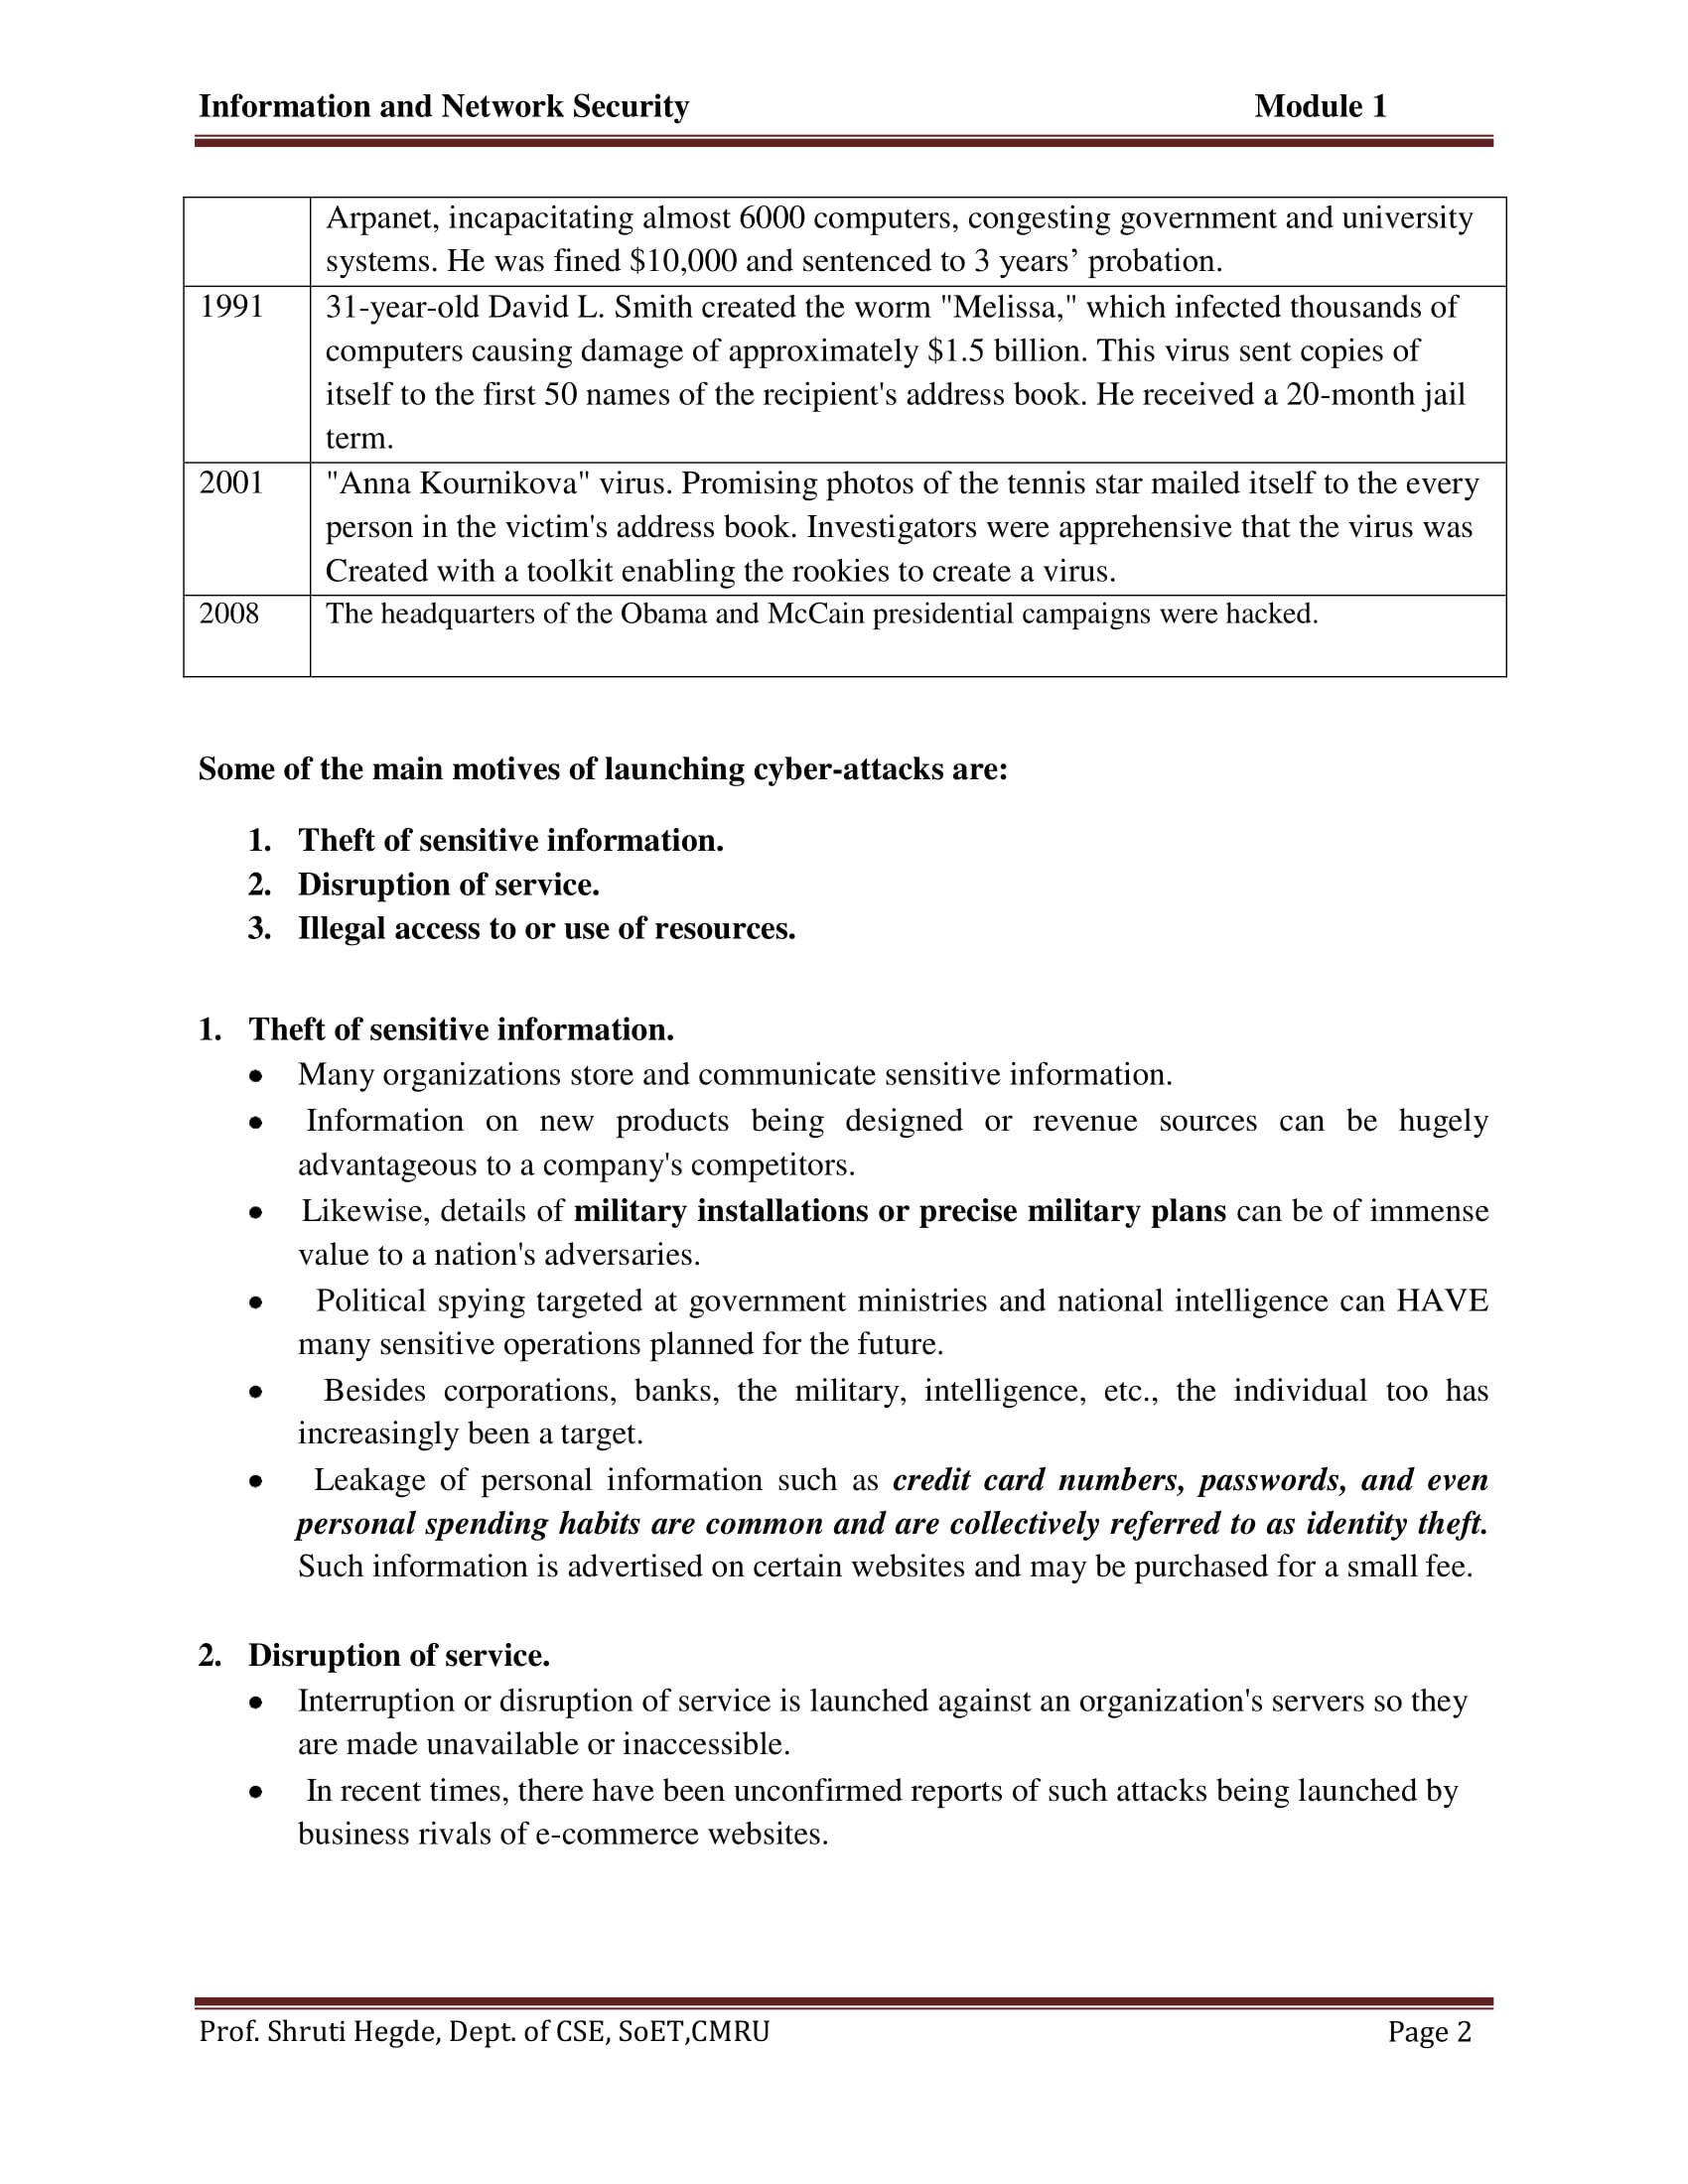 Information and Network Security Module 1
Arpanet, incapacitating almost 6000 computers, congesting government and university
systems. He was fined $10,000 and sentenced to 3 years’ probation.
1991 31-year-old David L. Smith created the worm "Melissa," which infected thousands of
computers causing damage of approximately $1.5 billion. This virus sent copies of
itself to the first 50 names of the recipient's address book. He received a 20-month jail
term.
2001 "Anna Kournikova" virus. Promising photos of the tennis star mailed itself to the every
person in the victim's address book. Investigators were apprehensive that the virus was
Created with a toolkit enabling the rookies to create a virus.
2008 The headquarters of the Obama and McCain presidential campaigns were hacked.
Some of the main motives of launching cyber-attacks are:
1. Theft of sensitive information.
2. Disruption of service.
3. Illegal access to or use of resources.
1. Theft of sensitive information.
• Many organizations store and communicate sensitive information.
• Information on new products being designed or revenue sources can be hugely
advantageous to a company's competitors.
• Likewise, details of military installations or precise military plans can be of immense
value to a nation's adversaries.
• Political spying targeted at government ministries and national intelligence can HAVE
many sensitive operations planned for the future.
• Besides corporations, banks, the military, intelligence, etc., the individual too has
increasingly been a target.
• Leakage of personal information such as credit card numbers, passwords, and even
personal spending habits are common and are collectively referred to as identity theft.
Such information is advertised on certain websites and may be purchased for a small fee.
2. Disruption of service.
• Interruption or disruption of service is launched against an organization's servers so they
are made unavailable or inaccessible.
• In recent times, there have been unconfirmed reports of such attacks being launched by
business rivals of e-commerce websites.
Prof. Shruti Hegde, Dept. of CSE, SoET,CMRU Page 2